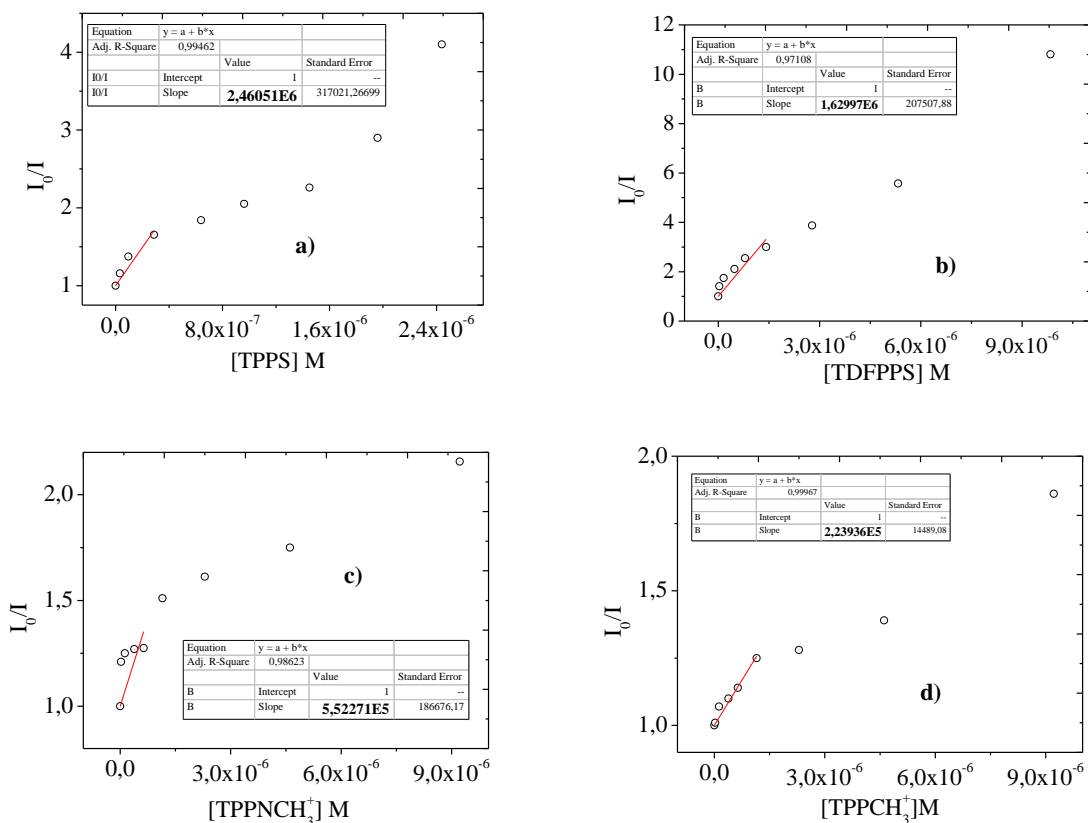 Equation y = a + b*x
Adj. R-Square 0,99462
Value Standard Error
I0/I Intercept 1 --
I0/I Slope 2,46051E6 317021,26699
4
3
2
1
I₀/I
a)
0,0 8,0x10⁻⁷ 1,6x10⁻⁶ 2,4x10⁻⁶
[TPPS] M
Equation y = a + b*x
Adj. R-Square 0,97108
Value Standard Error
B Intercept 1 --
B Slope 1,62997E6 207507,88
12
10
8
6
4
2
0
I₀/I
b)
0,0 3,0x10⁻⁶ 6,0x10⁻⁶ 9,0x10⁻⁶
[TDFPPS] M
2,0
1,5
1,0
I₀/I
c)
Equation y = a + b*x
Adj. R-Square 0,98623
Value Standard Error
B Intercept 1 --
B Slope 5,52271E5 186676,17
0,0 3,0x10⁻⁶ 6,0x10⁻⁶ 9,0x10⁻⁶
[TPPNCH₃⁺] M
2,0
1,5
1,0
I₀/I
Equation y = a + b*x
Adj. R-Square 0,99967
Value Standard Error
B Intercept 1 --
B Slope 2,23936E5 14489,08
d)
0,0 3,0x10⁻⁶ 6,0x10⁻⁶ 9,0x10⁻⁶
[TPPCH₃⁺]M